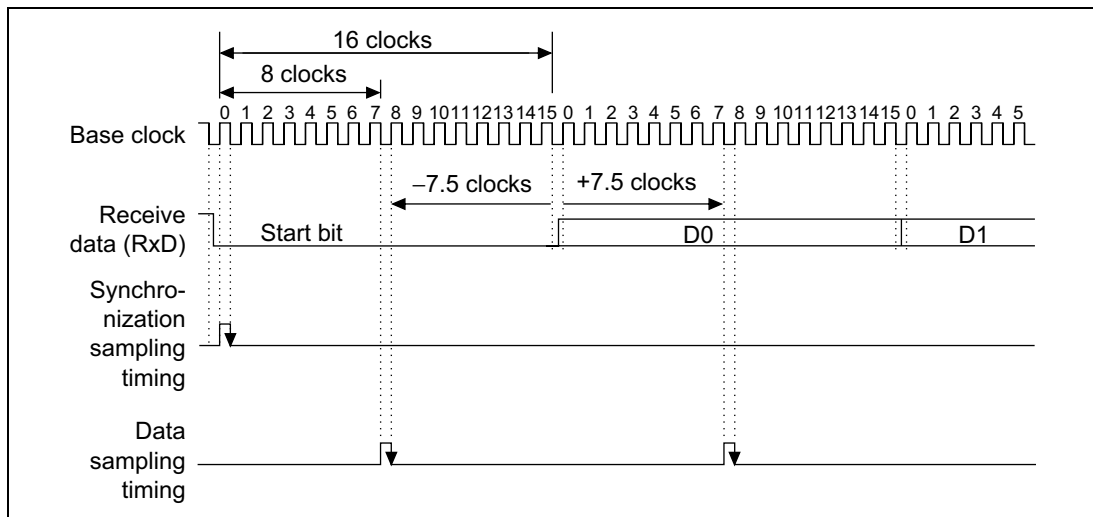 16 clocks
8 clocks
0 1 2 3 4 5 6 7 8 9 10 11 12 13 14 15 0 1 2 3 4 5 6 7 8 9 10 11 12 13 14 15 0 1 2 3 4 5
Base clock
–7.5 clocks +7.5 clocks
Receive
data (RxD)
Start bit D0 D1
Synchro-
nization
sampling
timing
Data
sampling
timing